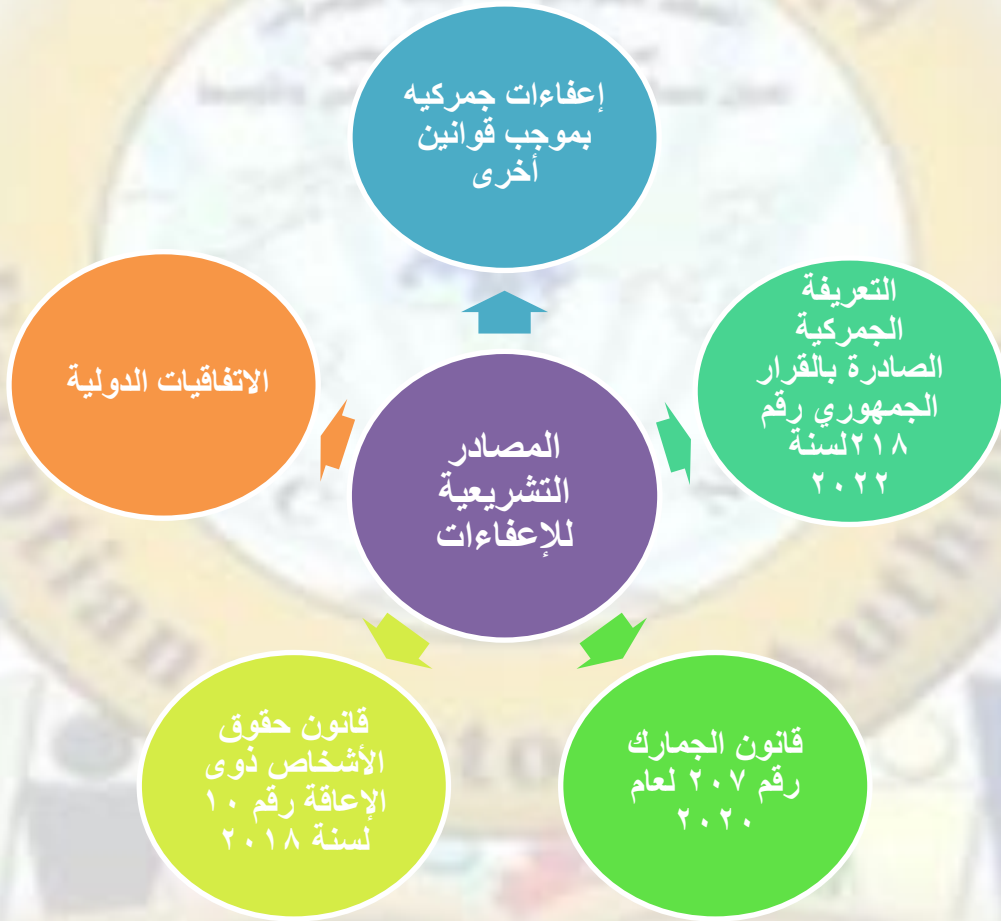 إعفاءات جمركيه
بموجب قوانين
أخرى
التعريفة
الجمركية
الصادرة بالقرار
الجمهوري رقم
٢١٨لسنة
٢٠٢٢
الاتفاقيات الدولية
المصادر
التشريعية
للإعفاءات
قانون الجمارك
رقم ٢٠٧ لعام
٢٠٢٠
قانون حقوق
الأشخاص ذوى
الإعاقة رقم ١٠
لسنة ٢٠١٨